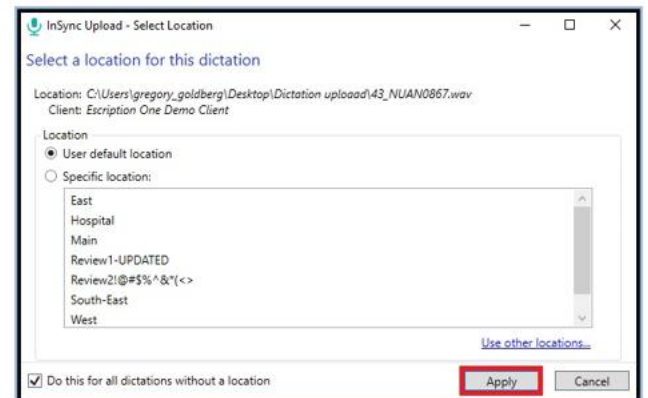 InSync Upload - Select Location
Select a location for this dictation
Location: C:\Users\gregory_goldberg\Desktop\Dictation uploaad\43_NUAN0867.wav
Client: Escription One Demo Client
Location
User default location
Specific location:
East
Hospital
Main
Review1-UPDATED
Review2!@#$%^&*(<>
South-East
West
Use other locations...
Do this for all dictations without a location
Apply Cancel